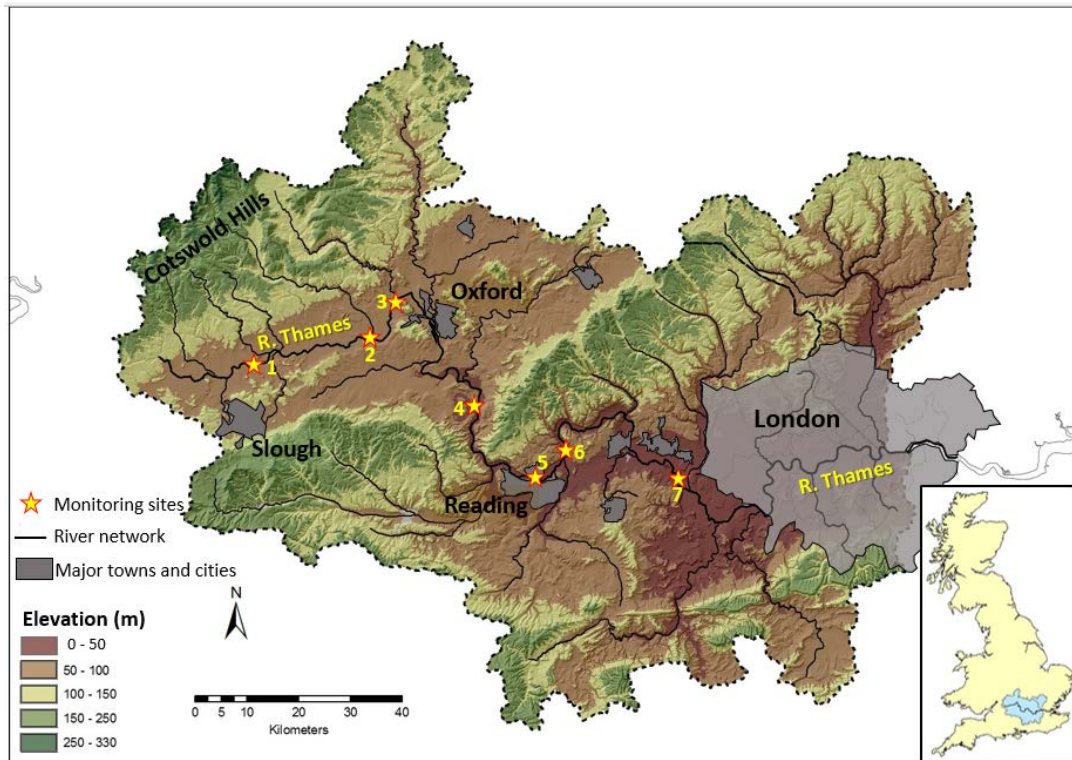 Cotswold Hills
3
Oxford
R. Thames
2
1
4
London
Slough
6
5
R. Thames
7
Reading
Monitoring sites
River network
Major towns and cities
N
Elevation (m)
0 - 50
50 - 100
100 - 150
150 - 250
250 - 330
0 5 10 20 30 40
Kilometers